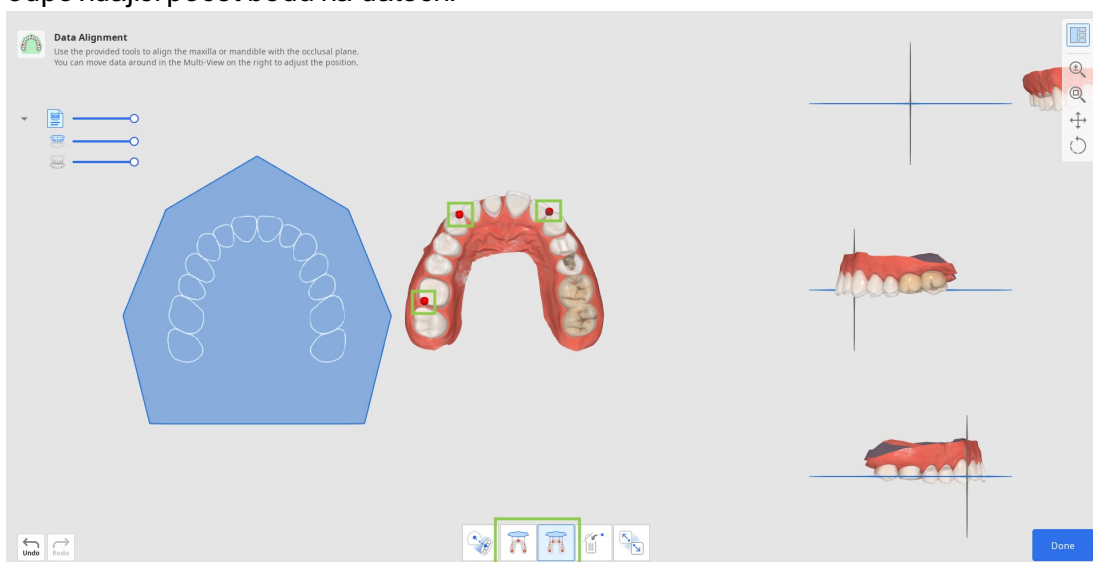 Data Alignment
Use the provided tools to align the maxilla or mandible with the occlusal plane.
You can move data around in the Multi-View on the right to adjust the position.
Undo
Redo
Done